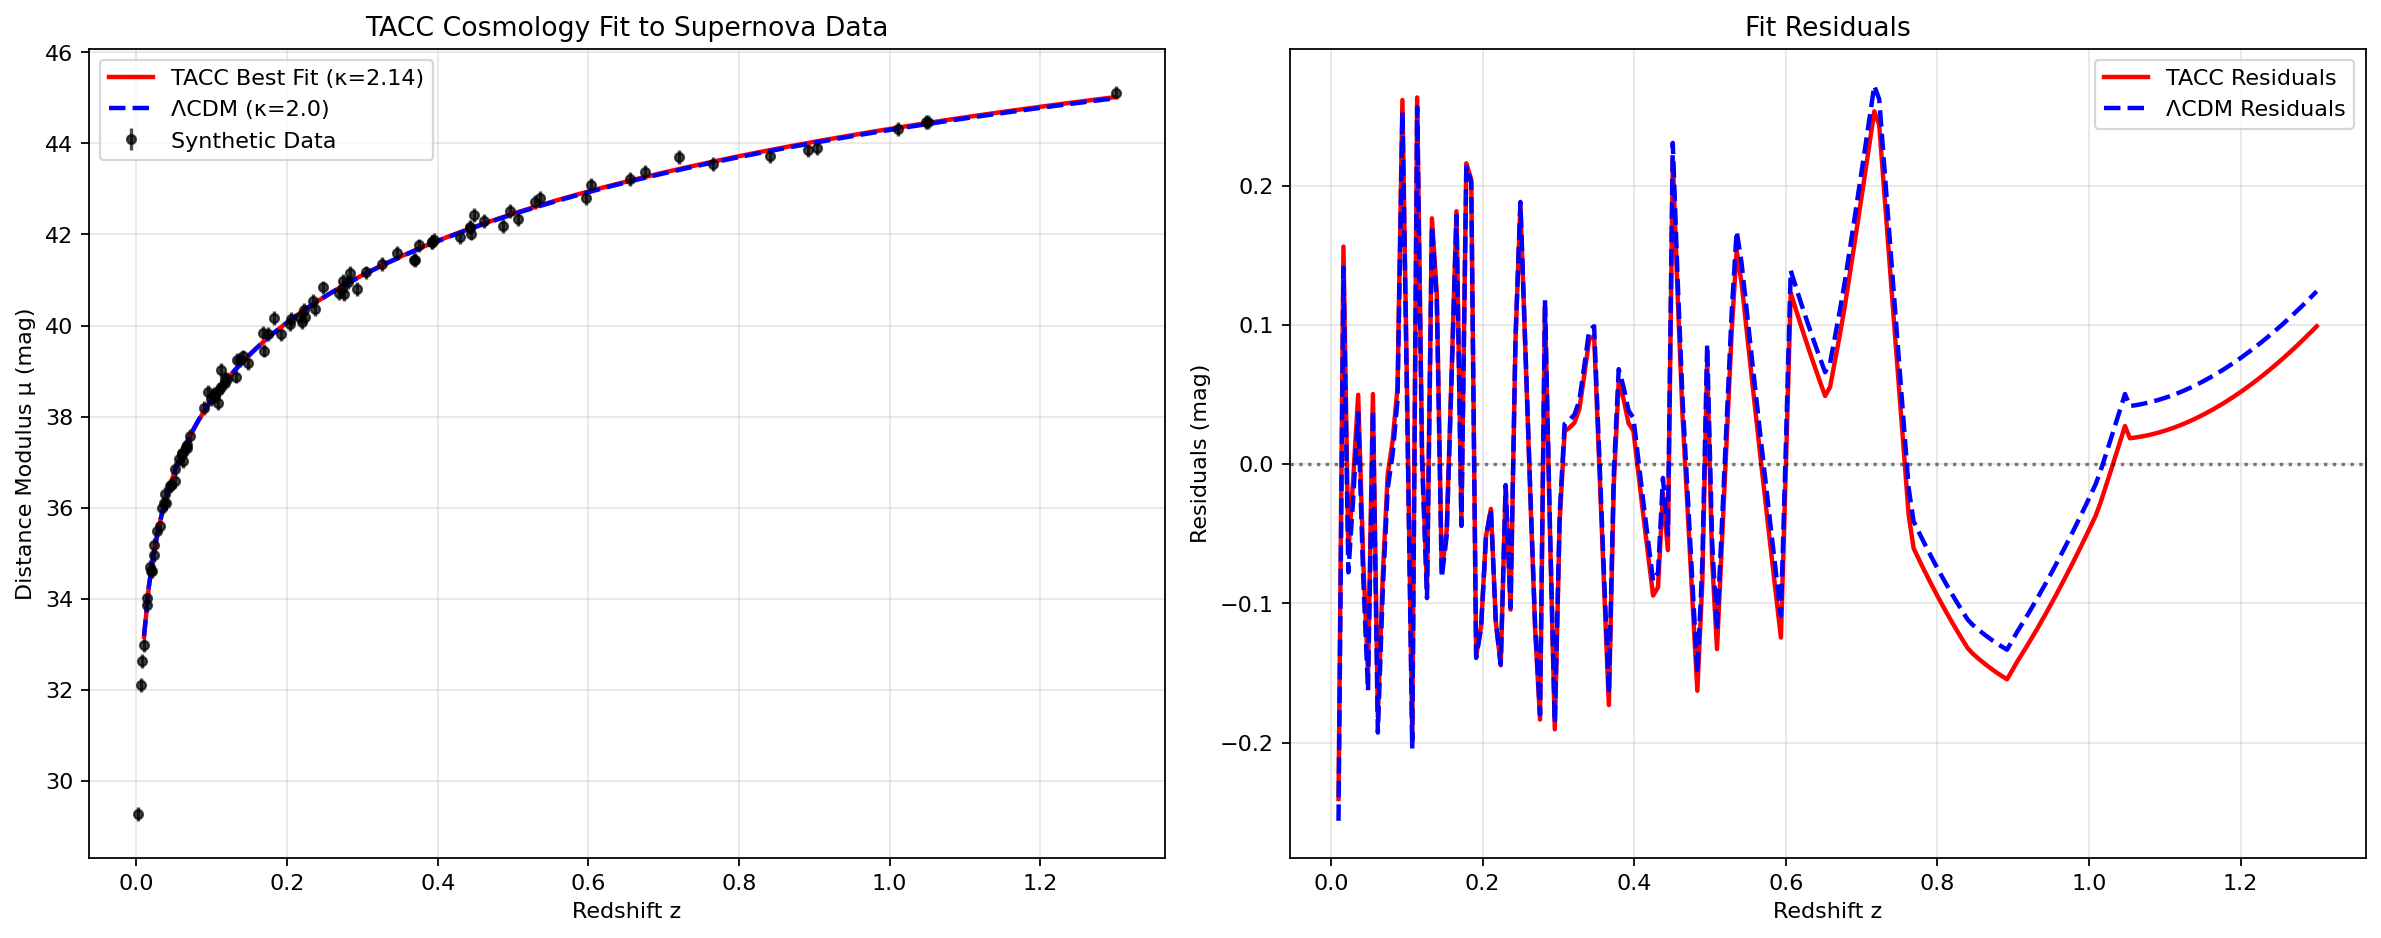 TACC Cosmology Fit to Supernova Data
46
44
42
40
38
36
34
32
30
Distance Modulus μ (mag)
TACC Best Fit (κ=2.14)
ΛCDM (κ=2.0)
Synthetic Data
0.0 0.2 0.4 0.6 0.8 1.0 1.2
Redshift z
Fit Residuals
0.2
0.1
0.0
−0.1
−0.2
Residuals (mag)
TACC Residuals
ΛCDM Residuals
0.0 0.2 0.4 0.6 0.8 1.0 1.2
Redshift z